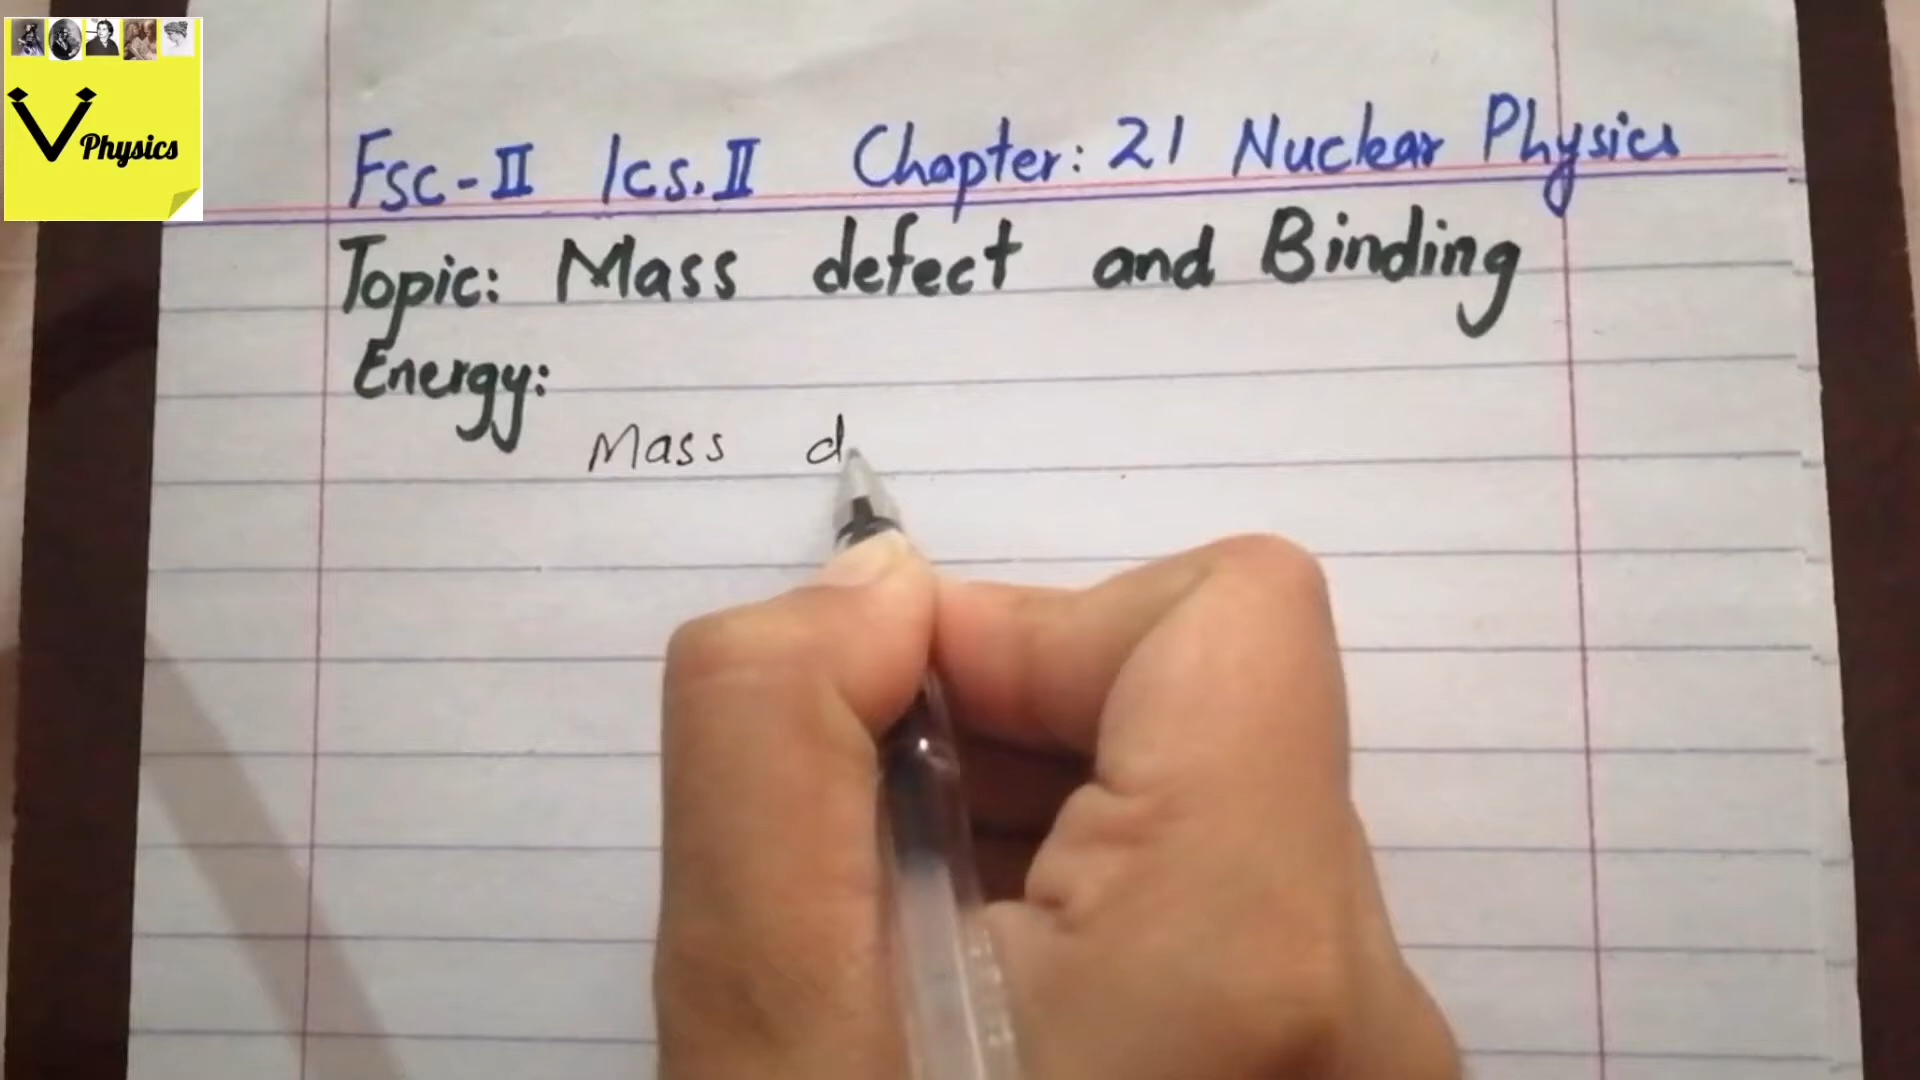 V Physics
Fsc-II Ics.II Chapter: 21 Nuclear Physics
Topic: Mass defect and Binding
Energy:
Mass d